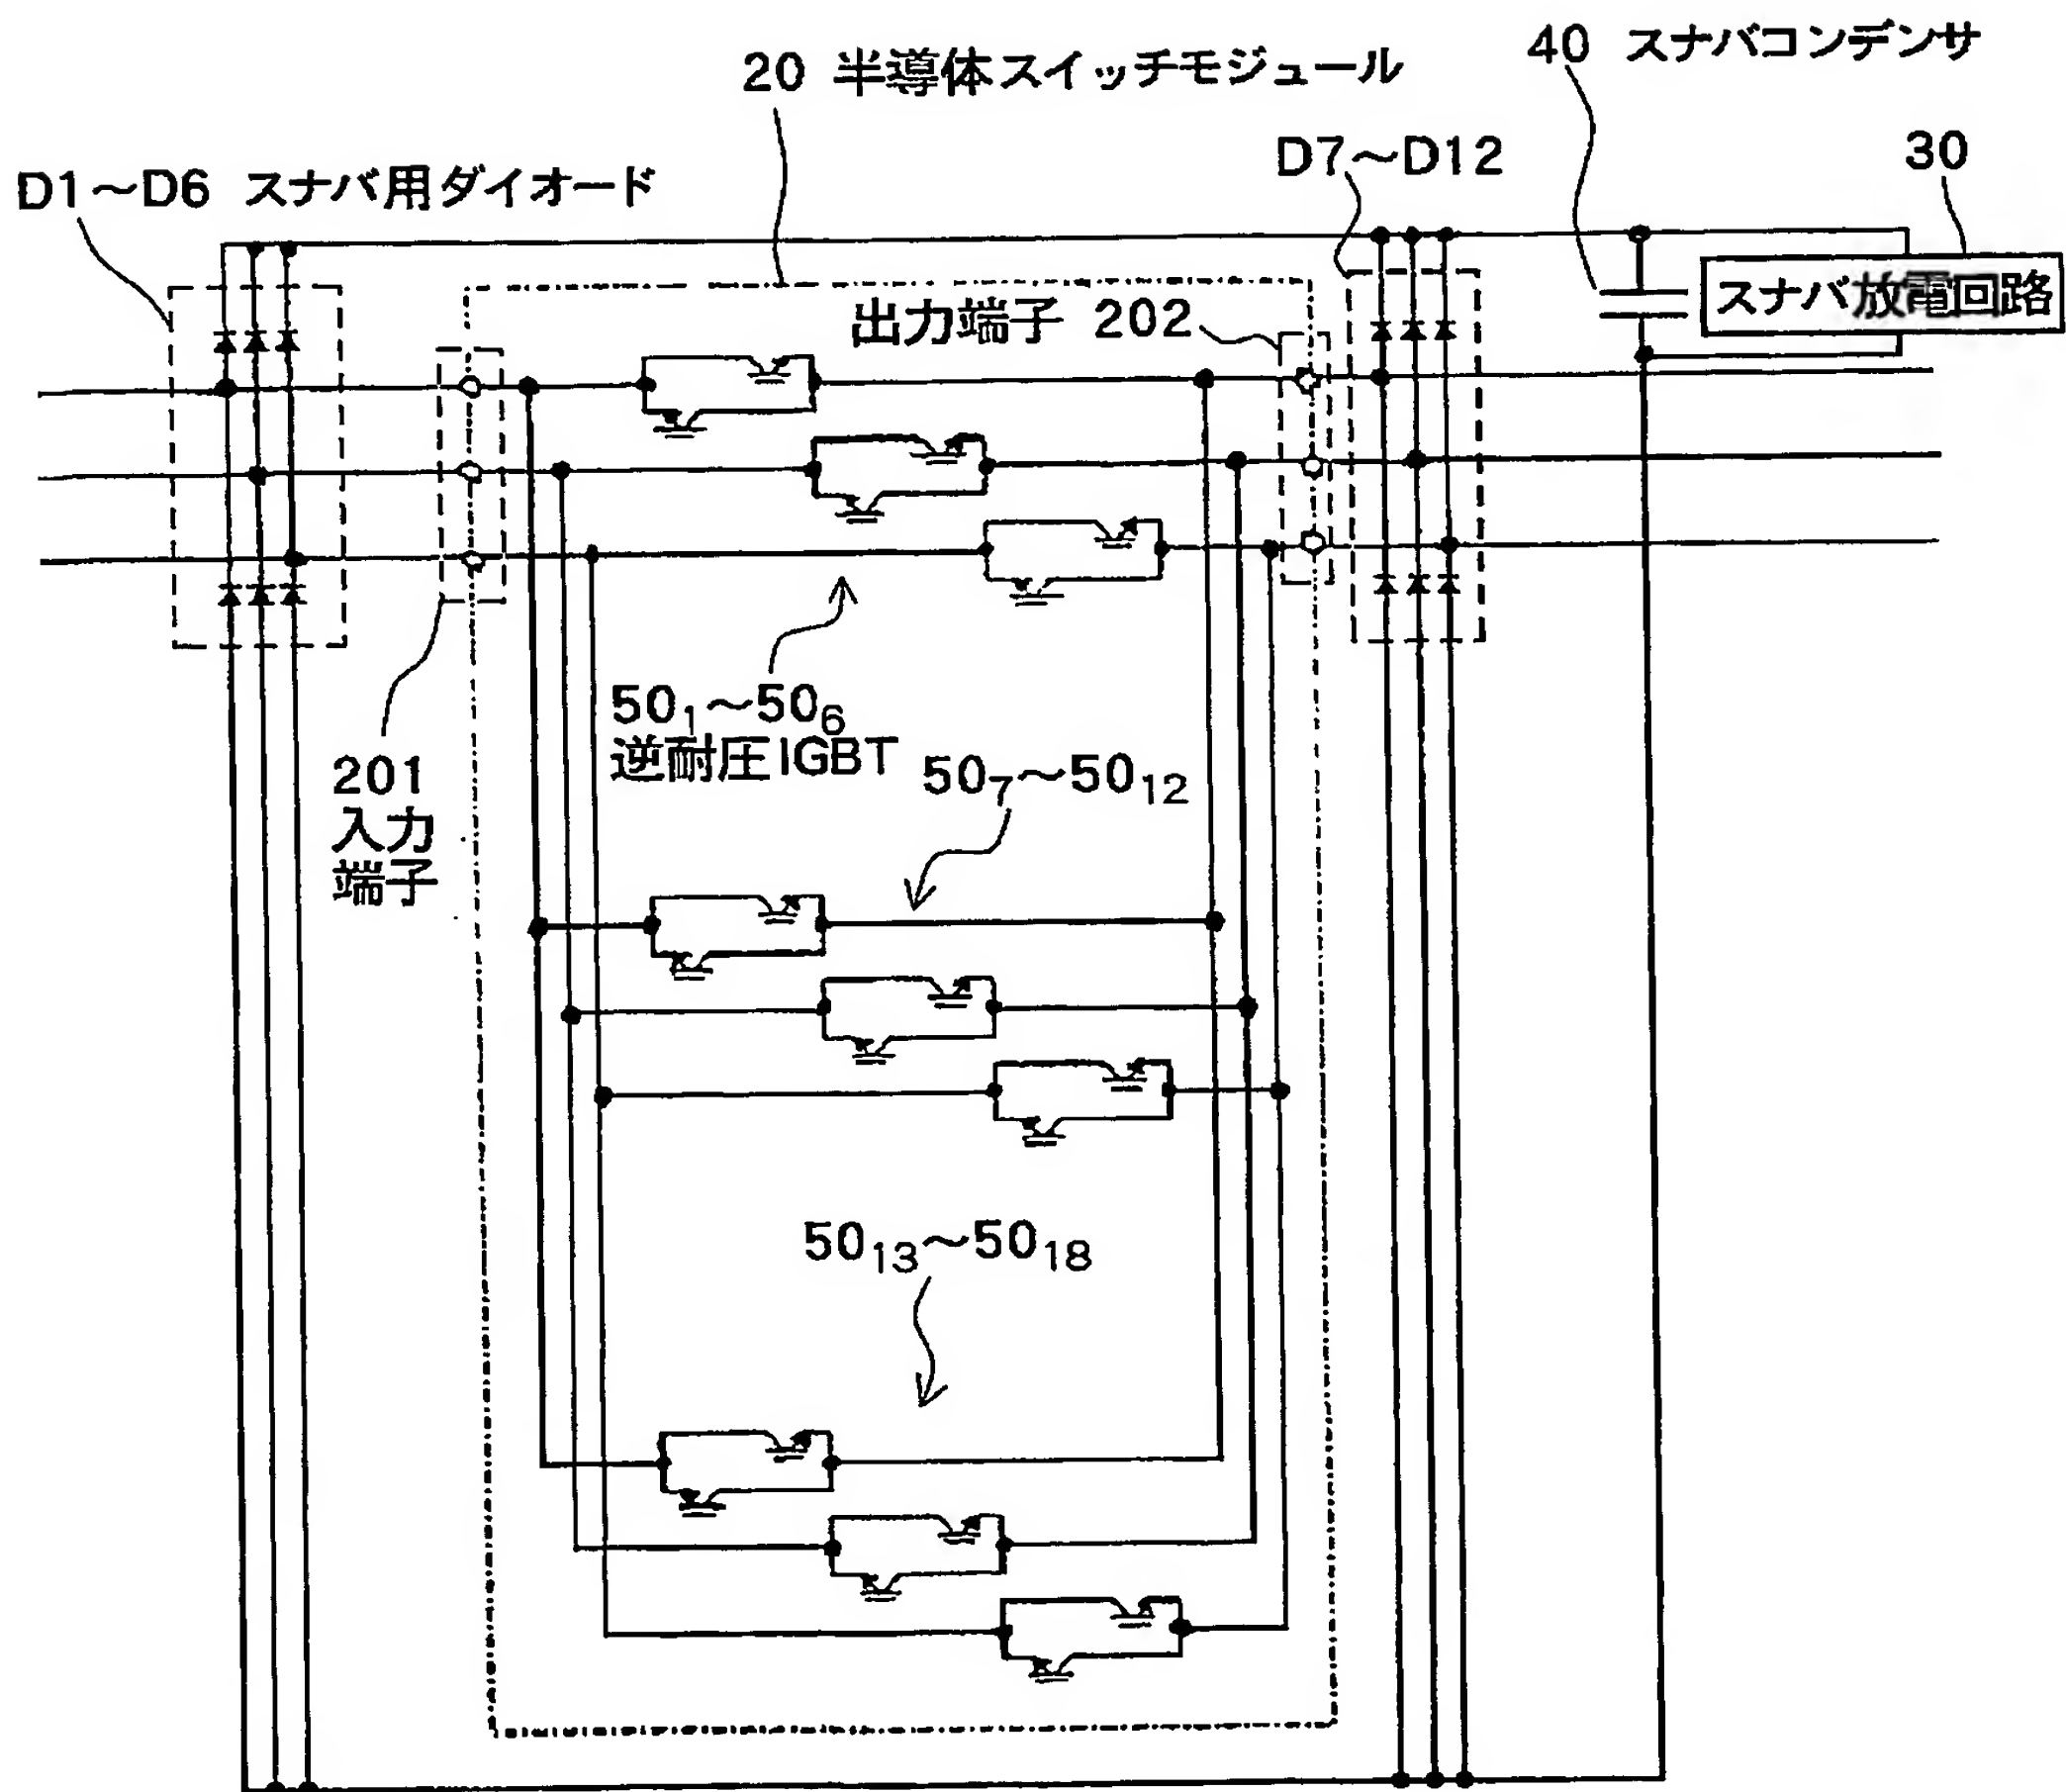 40 スナバコンデンサ
20 半導体スイッチモジュール
D7～D12
30
D1～D6 スナバ用ダイオード
スナバ放電回路
出力端子 202
50₁～50₆
逆耐圧IGBT
50₇～50₁₂
201
入力
端子
50₁₃～50₁₈